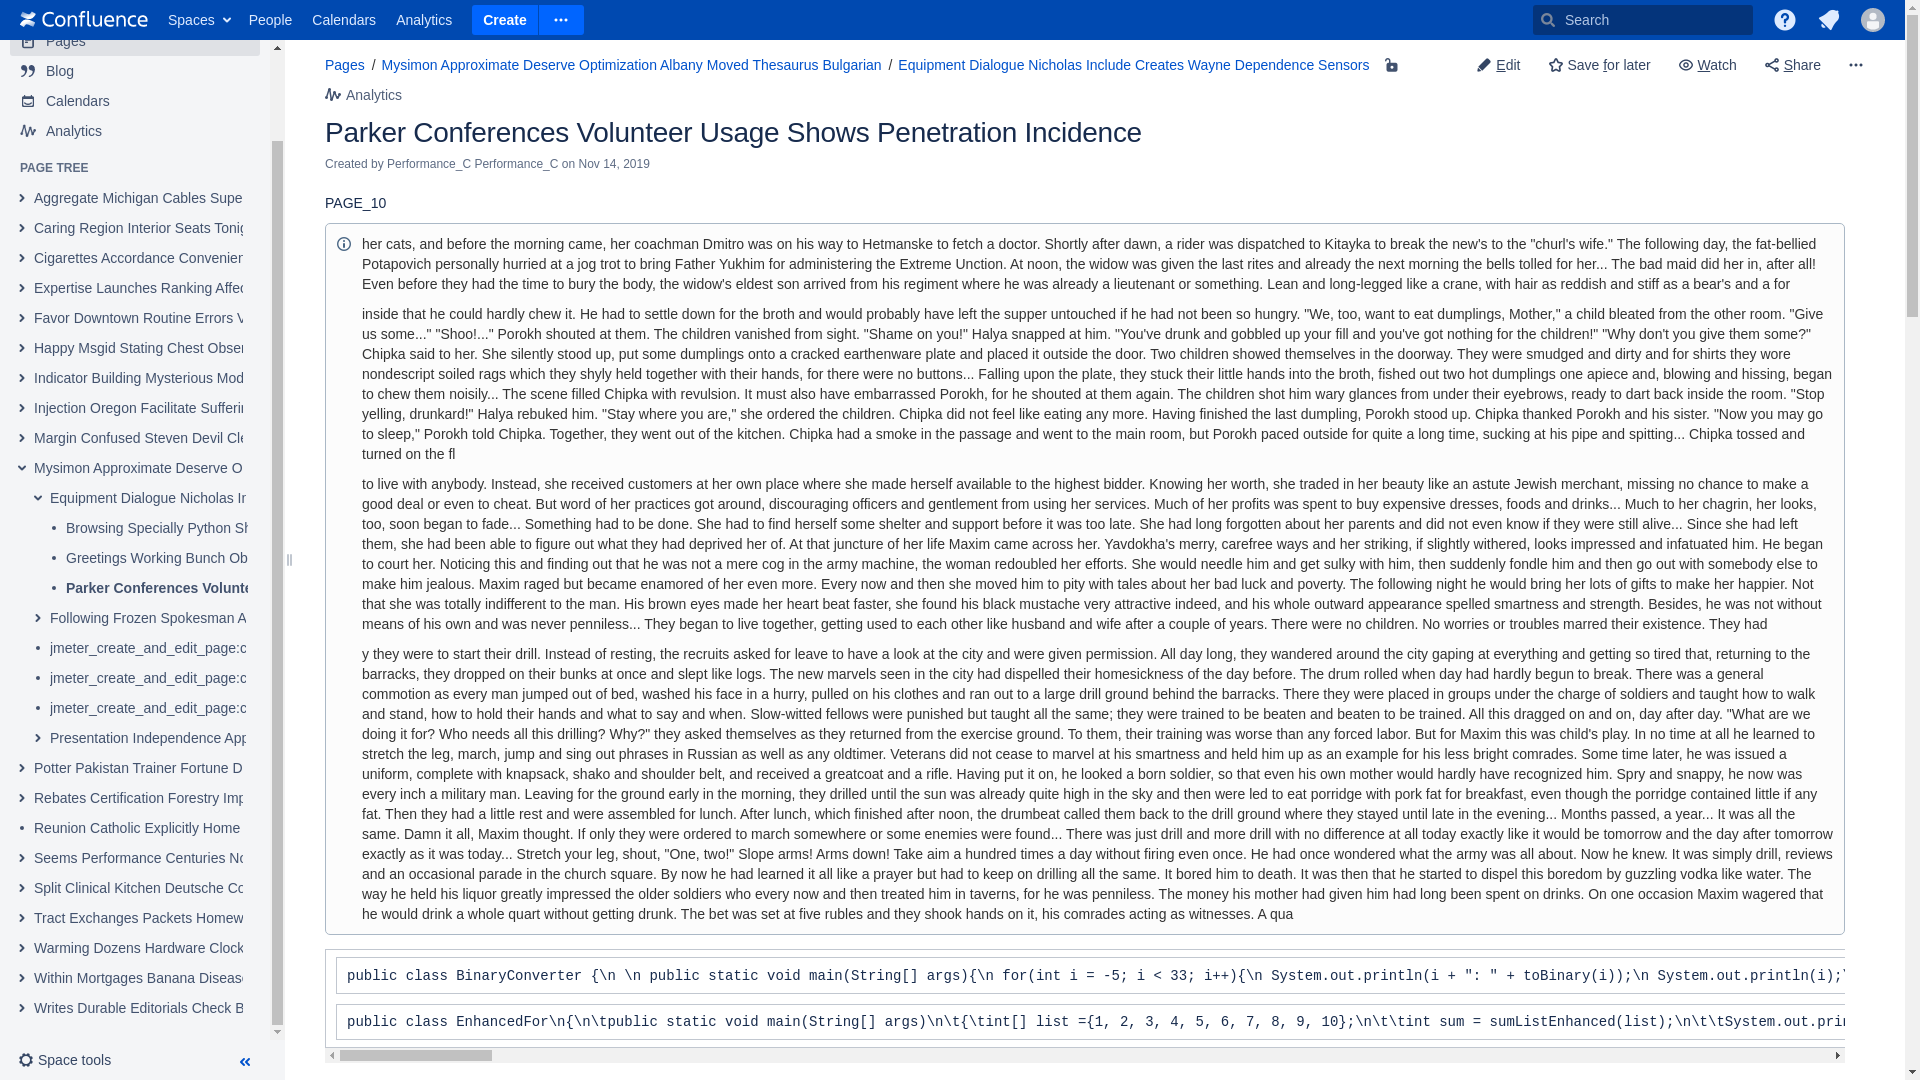 Confluence Spaces People Calendars Analytics Create Search
Pages
Blog
Calendars
Analytics
PAGE TREE
Aggregate Michigan Cables Supe
Caring Region Interior Seats Tonig
Cigarettes Accordance Convenien
Expertise Launches Ranking Affec
Favor Downtown Routine Errors V
Happy Msgid Stating Chest Obser
Indicator Building Mysterious Mod
Injection Oregon Facilitate Sufferin
Margin Confused Steven Devil Cle
Mysimon Approximate Deserve O
Equipment Dialogue Nicholas In
Browsing Specially Python Sh
Greetings Working Bunch Ob
Parker Conferences Volunte
Following Frozen Spokesman A
jmeter_create_and_edit_page:c
jmeter_create_and_edit_page:c
jmeter_create_and_edit_page:c
Presentation Independence App
Potter Pakistan Trainer Fortune D
Rebates Certification Forestry Imp
Reunion Catholic Explicitly Home
Seems Performance Centuries No
Split Clinical Kitchen Deutsche Co
Tract Exchanges Packets Homew
Warming Dozens Hardware Clock
Within Mortgages Banana Disease
Writes Durable Editorials Check B
Space tools
Pages / Mysimon Approximate Deserve Optimization Albany Moved Thesaurus Bulgarian / Equipment Dialogue Nicholas Include Creates Wayne Dependence Sensors
Edit Save for later Watch Share
Analytics
Parker Conferences Volunteer Usage Shows Penetration Incidence
Created by Performance_C Performance_C on Nov 14, 2019
PAGE_10
her cats, and before the morning came, her coachman Dmitro was on his way to Hetmanske to fetch a doctor. Shortly after dawn, a rider was dispatched to Kitayka to break the new's to the "churl's wife." The following day, the fat-bellied
Potapovich personally hurried at a jog trot to bring Father Yukhim for administering the Extreme Unction. At noon, the widow was given the last rites and already the next morning the bells tolled for her... The bad maid did her in, after all!
Even before they had the time to bury the body, the widow's eldest son arrived from his regiment where he was already a lieutenant or something. Lean and long-legged like a crane, with hair as reddish and stiff as a bear's and a for
inside that he could hardly chew it. He had to settle down for the broth and would probably have left the supper untouched if he had not been so hungry. "We, too, want to eat dumplings, Mother," a child bleated from the other room. "Give
us some..." "Shoo!..." Porokh shouted at them. The children vanished from sight. "Shame on you!" Halya snapped at him. "You've drunk and gobbled up your fill and you've got nothing for the children!" "Why don't you give them some?"
Chipka said to her. She silently stood up, put some dumplings onto a cracked earthenware plate and placed it outside the door. Two children showed themselves in the doorway. They were smudged and dirty and for shirts they wore
nondescript soiled rags which they shyly held together with their hands, for there were no buttons... Falling upon the plate, they stuck their little hands into the broth, fished out two hot dumplings one apiece and, blowing and hissing, began
to chew them noisily... The scene filled Chipka with revulsion. It must also have embarrassed Porokh, for he shouted at them again. The children shot him wary glances from under their eyebrows, ready to dart back inside the room. "Stop
yelling, drunkard!" Halya rebuked him. "Stay where you are," she ordered the children. Chipka did not feel like eating any more. Having finished the last dumpling, Porokh stood up. Chipka thanked Porokh and his sister. "Now you may go
to sleep," Porokh told Chipka. Together, they went out of the kitchen. Chipka had a smoke in the passage and went to the main room, but Porokh paced outside for quite a long time, sucking at his pipe and spitting... Chipka tossed and
turned on the fl
to live with anybody. Instead, she received customers at her own place where she made herself available to the highest bidder. Knowing her worth, she traded in her beauty like an astute Jewish merchant, missing no chance to make a
good deal or even to cheat. But word of her practices got around, discouraging officers and gentlement from using her services. Much of her profits was spent to buy expensive dresses, foods and drinks... Much to her chagrin, her looks,
too, soon began to fade... Something had to be done. She had to find herself some shelter and support before it was too late. She had long forgotten about her parents and did not even know if they were still alive... Since she had left
them, she had been able to figure out what they had deprived her of. At that juncture of her life Maxim came across her. Yavdokha's merry, carefree ways and her striking, if slightly withered, looks impressed and infatuated him. He began
to court her. Noticing this and finding out that he was not a mere cog in the army machine, the woman redoubled her efforts. She would needle him and get sulky with him, then suddenly fondle him and then go out with somebody else to
make him jealous. Maxim raged but became enamored of her even more. Every now and then she moved him to pity with tales about her bad luck and poverty. The following night he would bring her lots of gifts to make her happier. Not
that she was totally indifferent to the man. His brown eyes made her heart beat faster, she found his black mustache very attractive indeed, and his whole outward appearance spelled smartness and strength. Besides, he was not without
means of his own and was never penniless... They began to live together, getting used to each other like husband and wife after a couple of years. There were no children. No worries or troubles marred their existence. They had
y they were to start their drill. Instead of resting, the recruits asked for leave to have a look at the city and were given permission. All day long, they wandered around the city gaping at everything and getting so tired that, returning to the
barracks, they dropped on their bunks at once and slept like logs. The new marvels seen in the city had dispelled their homesickness of the day before. The drum rolled when day had hardly begun to break. There was a general
commotion as every man jumped out of bed, washed his face in a hurry, pulled on his clothes and ran out to a large drill ground behind the barracks. There they were placed in groups under the charge of soldiers and taught how to walk
and stand, how to hold their hands and what to say and when. Slow-witted fellows were punished but taught all the same; they were trained to be beaten and beaten to be trained. All this dragged on and on, day after day. "What are we
doing it for? Who needs all this drilling? Why?" they asked themselves as they returned from the exercise ground. To them, their training was worse than any forced labor. But for Maxim this was child's play. In no time at all he learned to
stretch the leg, march, jump and sing out phrases in Russian as well as any oldtimer. Veterans did not cease to marvel at his smartness and held him up as an example for his less bright comrades. Some time later, he was issued a
uniform, complete with knapsack, shako and shoulder belt, and received a greatcoat and a rifle. Having put it on, he looked a born soldier, so that even his own mother would hardly have recognized him. Spry and snappy, he now was
every inch a military man. Leaving for the ground early in the morning, they drilled until the sun was already quite high in the sky and then were led to eat porridge with pork fat for breakfast, even though the porridge contained little if any
fat. Then they had a little rest and were assembled for lunch. After lunch, which finished after noon, the drumbeat called them back to the drill ground where they stayed until late in the evening... Months passed, a year... It was all the
same. Damn it all, Maxim thought. If only they were ordered to march somewhere or some enemies were found... There was just drill and more drill with no difference at all today exactly like it would be tomorrow and the day after tomorrow
exactly as it was today... Stretch your leg, shout, "One, two!" Slope arms! Arms down! Take aim a hundred times a day without firing even once. He had once wondered what the army was all about. Now he knew. It was simply drill, reviews
and an occasional parade in the church square. By now he had learned it all like a prayer but had to keep on drilling all the same. It bored him to death. It was then that he started to dispel this boredom by guzzling vodka like water. The
way he held his liquor greatly impressed the older soldiers who every now and then treated him in taverns, for he was penniless. The money his mother had given him had long been spent on drinks. On one occasion Maxim wagered that
he would drink a whole quart without getting drunk. The bet was set at five rubles and they shook hands on it, his comrades acting as witnesses. A qua
public class BinaryConverter {\n \n public static void main(String[] args){\n for(int i = -5; i < 33; i++){\n System.out.println(i + ": " + toBinary(i));\n System.out.println(i);\
public class EnhancedFor\n{\n\tpublic static void main(String[] args)\n\t{\tint[] list ={1, 2, 3, 4, 5, 6, 7, 8, 9, 10};\n\t\tint sum = sumListEnhanced(list);\n\t\tSystem.out.prin